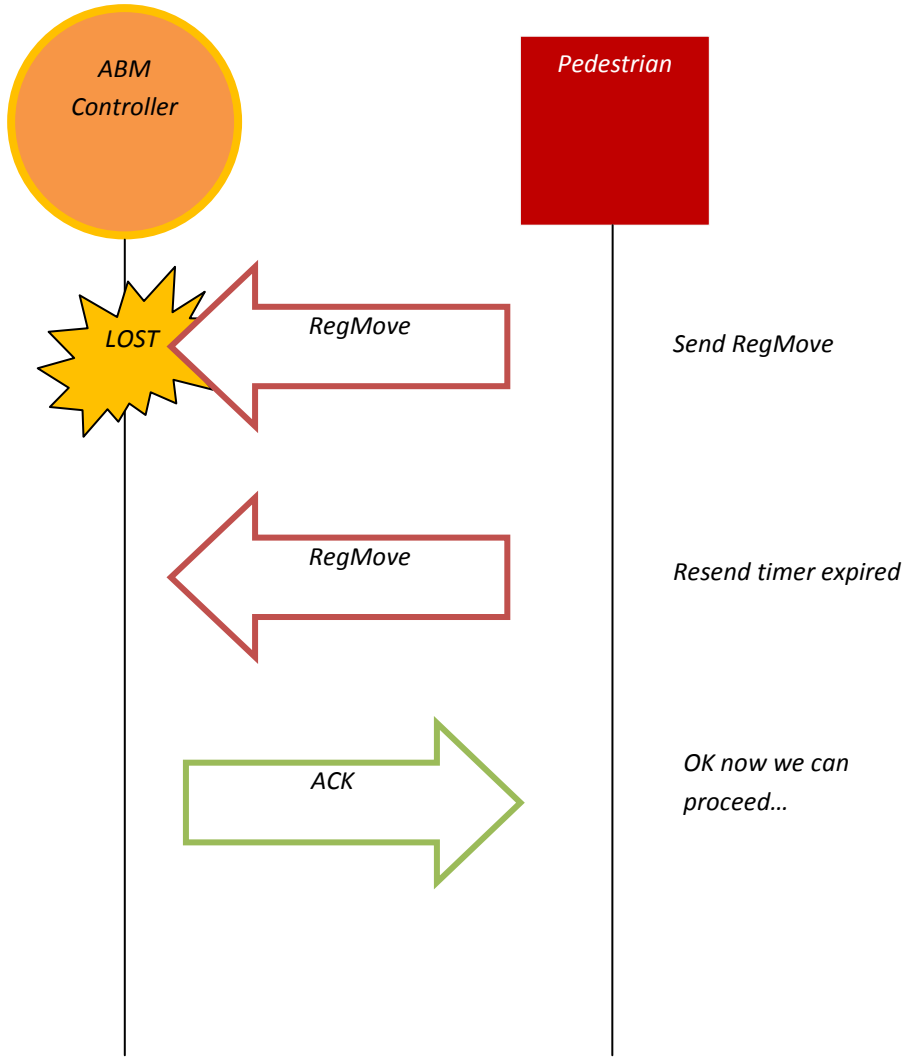 ABM
Controller
Pedestrian
LOST
RegMove
Send RegMove
RegMove
Resend timer expired
ACK
OK now we can
proceed…